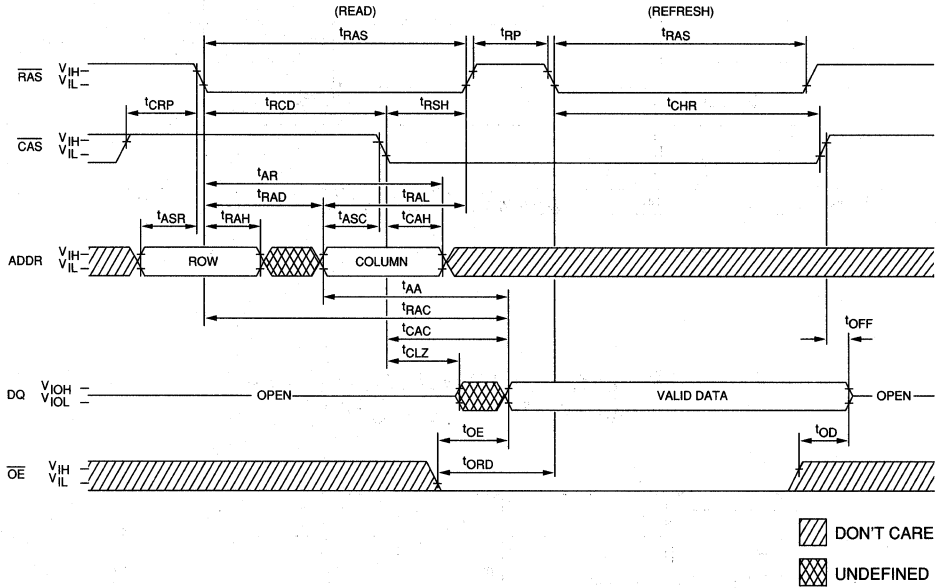 (READ) (REFRESH)
tRAS tRP tRAS
RAS VIH VIL
tCRP tRCD tRSH tCHR
CAS VIH VIL
tAR
tRAD tRAL
tASR tRAH tASC tCAH
ADDR VIH VIL ROW COLUMN
tAA
tRAC
tCAC tOFF
tCLZ
DQ VIOH VIOL OPEN VALID DATA OPEN
tOE tOD
tORD
OE VIH VIL
DON'T CARE
UNDEFINED